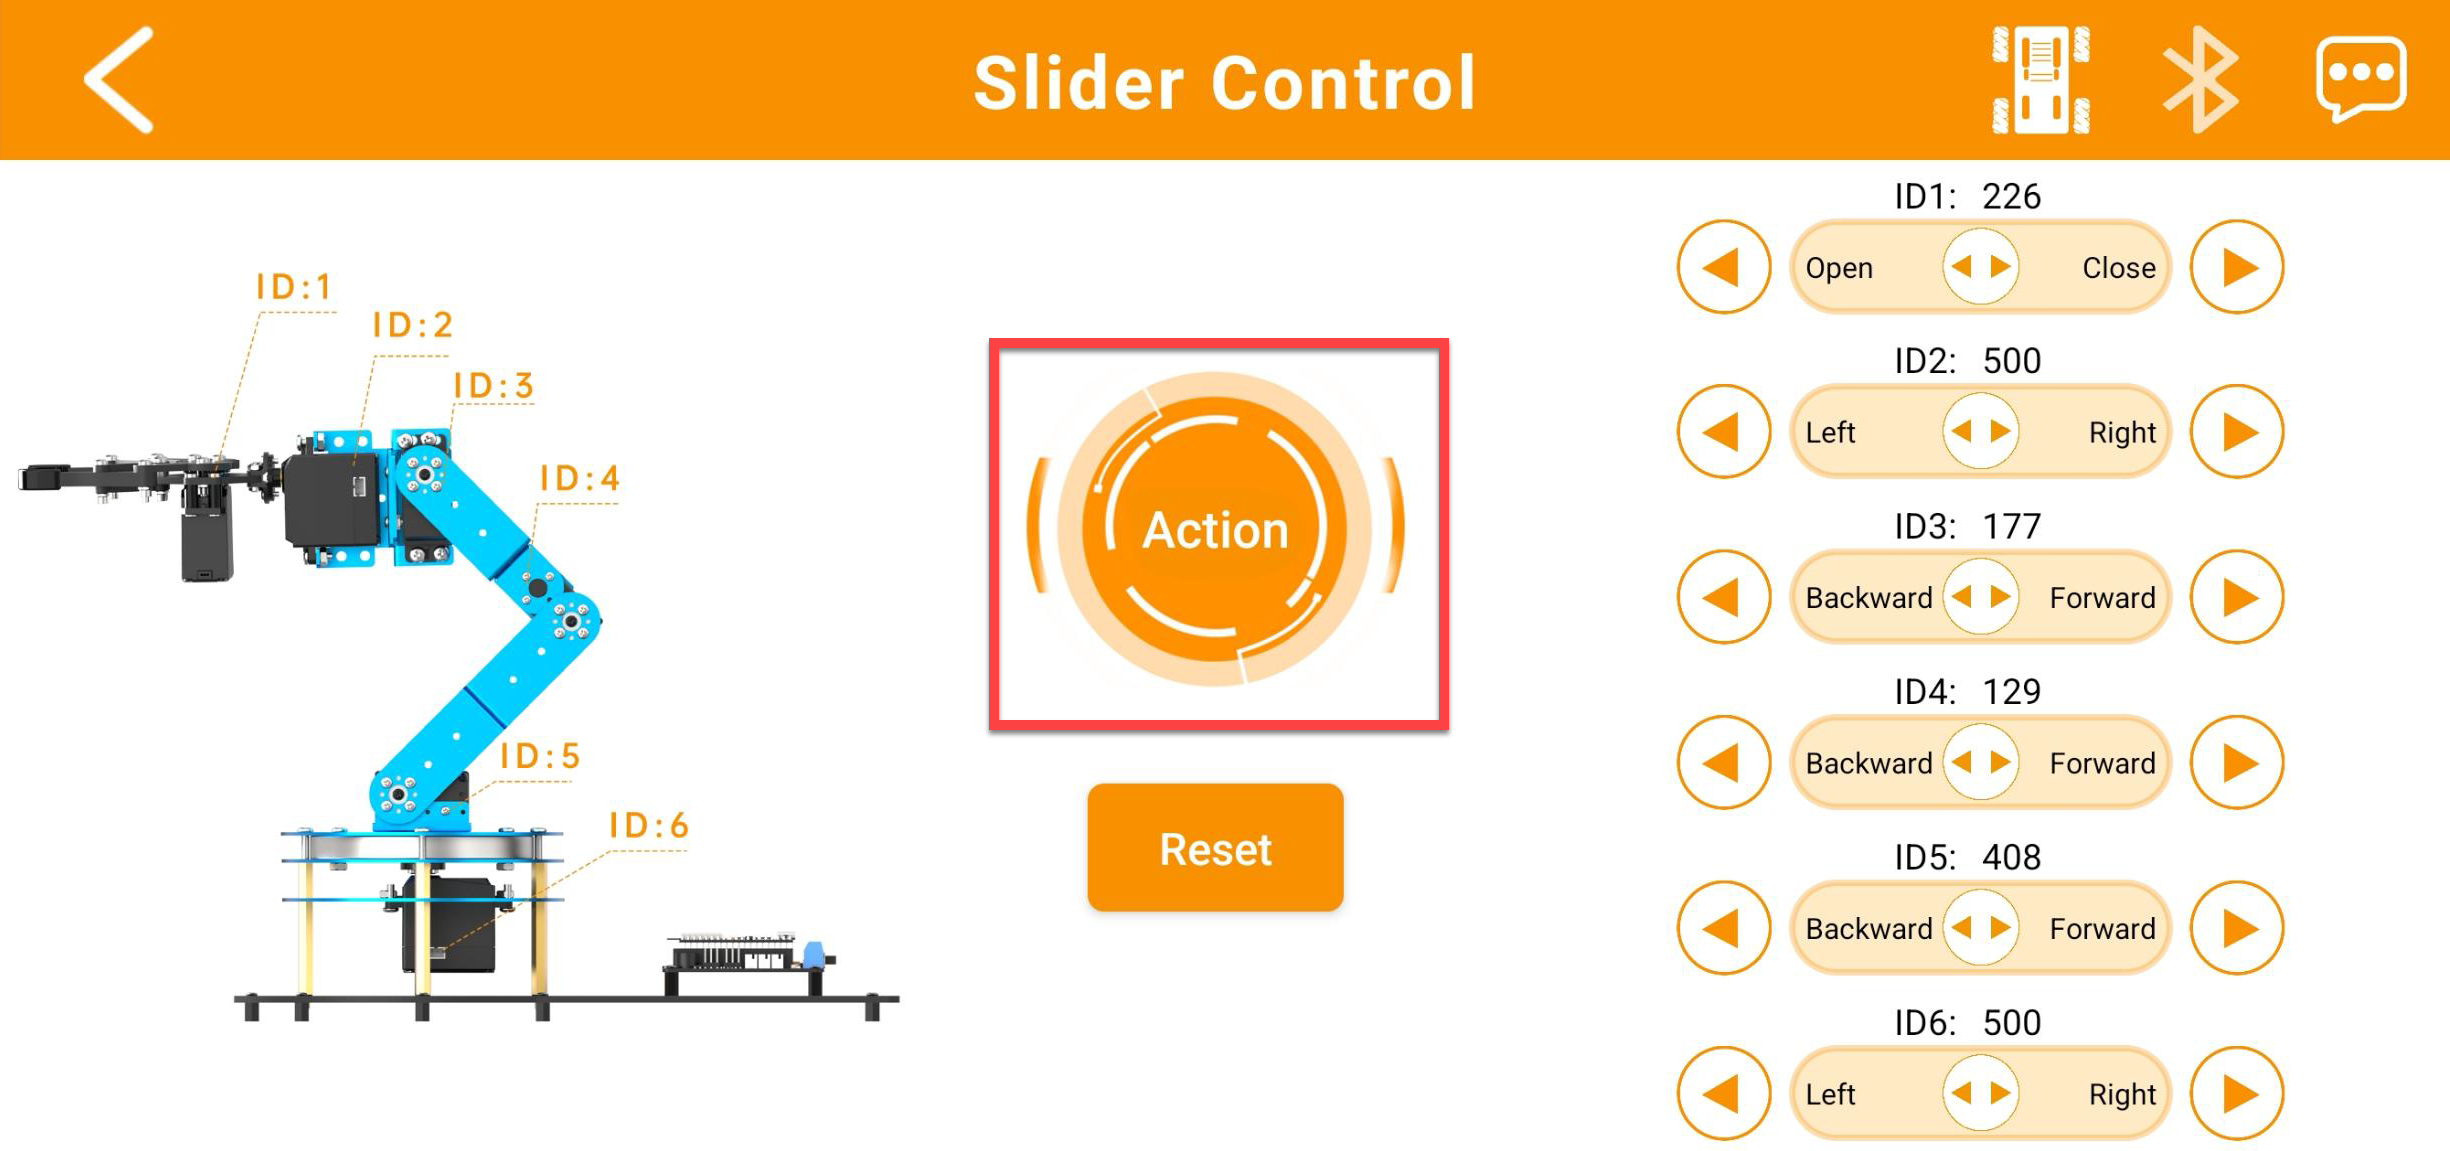 Slider Control
ID:1
ID:2
ID:3
ID:4
ID:5
ID:6
Action
Reset
ID1: 226
Open Close
ID2: 500
Left Right
ID3: 177
Backward Forward
ID4: 129
Backward Forward
ID5: 408
Backward Forward
ID6: 500
Left Right